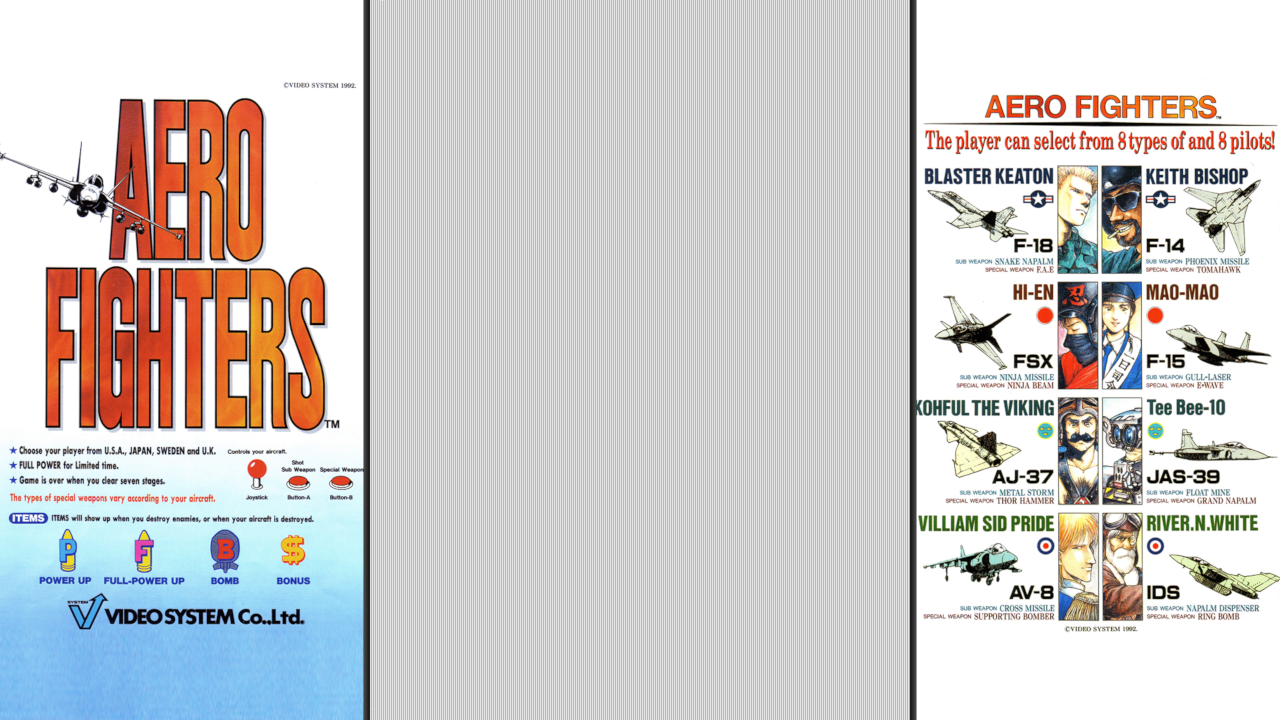 ©VIDEO SYSTEM 1992.
AERO
FIGHTERS
TM
★ Choose your player from U.S.A., JAPAN, SWEDEN and U.K.
★ FULL POWER for Limited time.
★ Game is over when you clear seven stages.
The types of special weapons vary according to your aircraft.
Controls your aircraft.
Shot
Sub Weapon
Special Weapon
Joystick
Button-A
Button-B
ITEMS ITEMS will show up when you destroy enemies, or when your aircraft is destroyed.
P
F
B
$
POWER UP
FULL-POWER UP
BOMB
BONUS
SYSTEM
V VIDEO SYSTEM Co.,Ltd.
AERO FIGHTERS TM
The player can select from 8 types of and 8 pilots!
BLASTER KEATON
F-18
SUB WEAPON SNAKE NAPALM
SPECIAL WEAPON F.A.E
KEITH BISHOP
F-14
SUB WEAPON PHOENIX MISSILE
SPECIAL WEAPON TOMAHAWK
HI-EN
忍
FSX
SUB WEAPON NINJA MISSILE
SPECIAL WEAPON NINJA BEAM
MAO-MAO
一日司令
F-15
SUB WEAPON GULL-LASER
SPECIAL WEAPON E•WAVE
KOHFUL THE VIKING
AJ-37
SUB WEAPON METAL STORM
SPECIAL WEAPON THOR HAMMER
Tee Bee-10
JAS-39
SUB WEAPON FLOAT MINE
SPECIAL WEAPON GRAND NAPALM
VILLIAM SID PRIDE
AV-8
SUB WEAPON CROSS MISSILE
SPECIAL WEAPON SUPPORTING BOMBER
RIVER.N.WHITE
IDS
SUB WEAPON NAPALM DISPENSER
SPECIAL WEAPON RING BOMB
©VIDEO SYSTEM 1992.